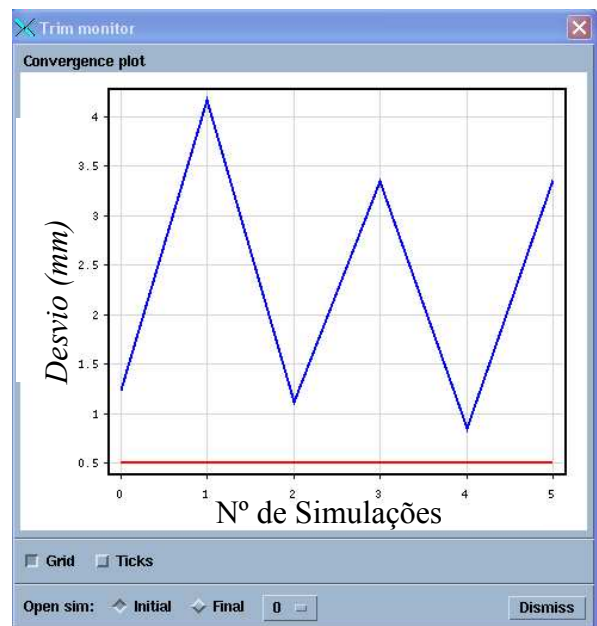 Trim monitor
Convergence plot
4
3.5
3
2.5
2
1.5
1
0.5
Desvio (mm)
0 1 2 3 4 5
Nº de Simulações
Grid Ticks
Open sim: Initial Final 0 Dismiss